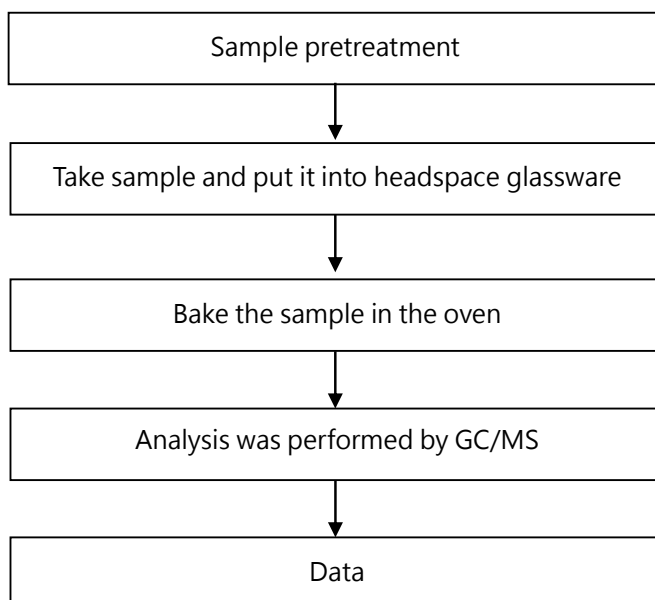 Sample pretreatment
Take sample and put it into headspace glassware
Bake the sample in the oven
Analysis was performed by GC/MS
Data